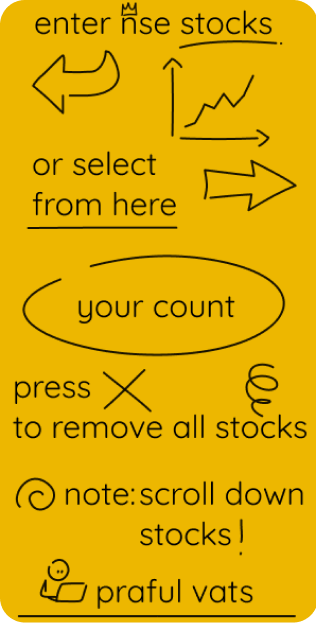 enter nse stocks
or select
from here
your count
press
to remove all stocks
note:scroll down
stocks!
praful vats